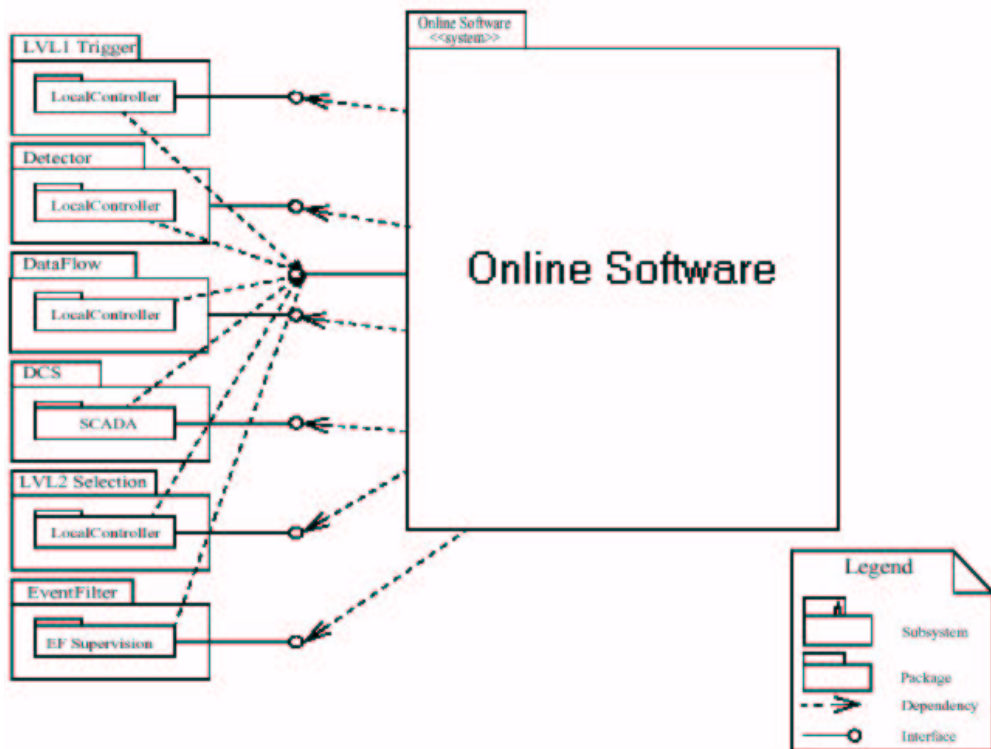 Online Software
<<system>>
LVL1 Trigger
LocalController
Detector
LocalController
Online Software
DataFlow
LocalController
DCS
SCADA
LVL2 Selection
LocalController
EventFilter
EF Supervision
Legend
Subsystem
Package
Dependency
Interface